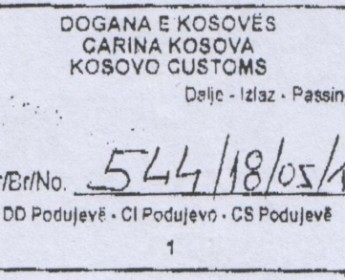 DOGANA E KOSOVËS
CARINA KOSOVA
KOSOVO CUSTOMS
Dalje - Izlaz - Passin
r/Br/No. 544/18/05/1
DD Podujevë - CI Podujevo - CS Podujevë
1